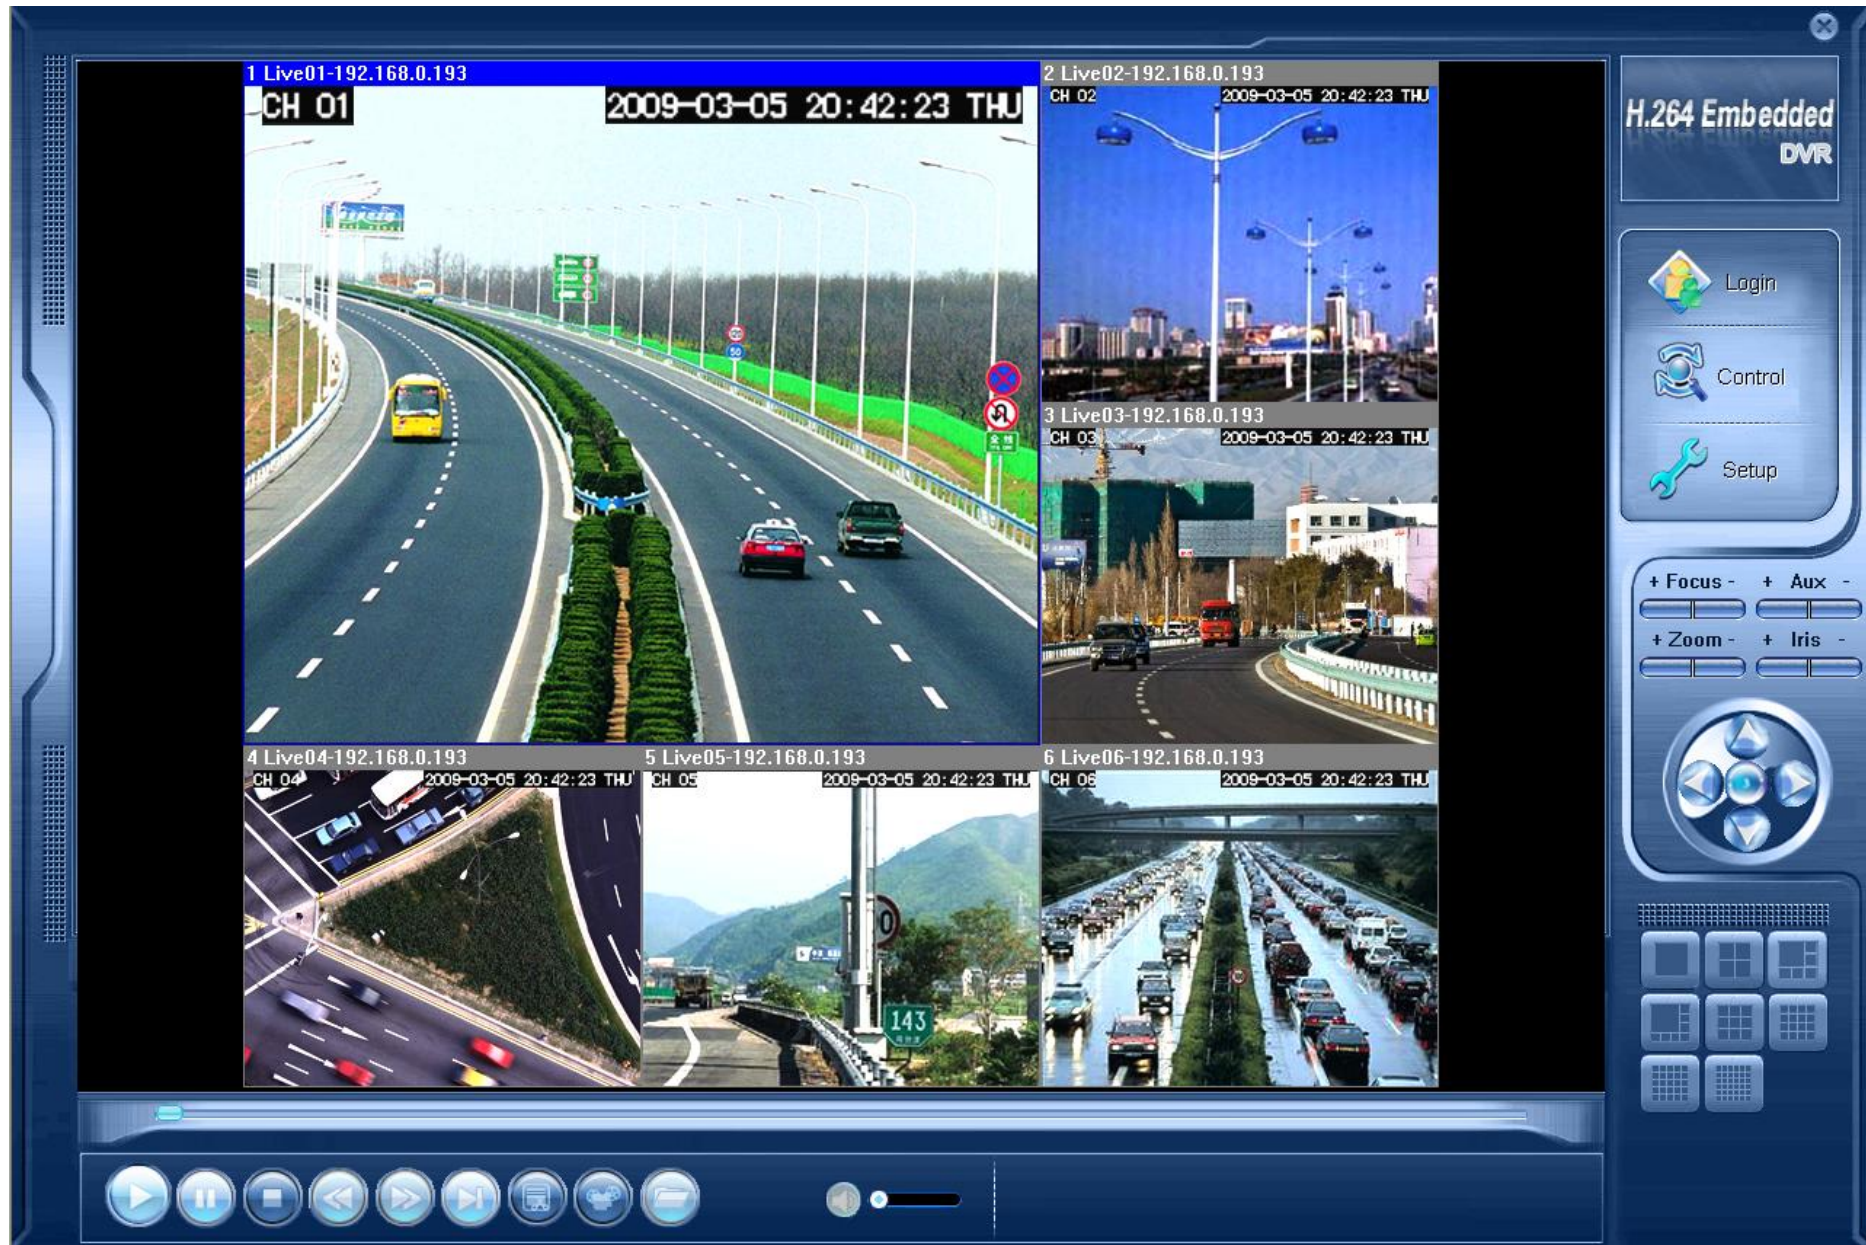 1 Live01-192.168.0.193
CH 01
2009-03-05 20:42:23 THU
50
2 Live02-192.168.0.193
CH 02
2009-03-05 20:42:23 THU
3 Live03-192.168.0.193
CH 03
2009-03-05 20:42:23 THU
4 Live04-192.168.0.193
CH 04
2009-03-05 20:42:23 THU
5 Live05-192.168.0.193
CH 05
2009-03-05 20:42:23 THU
0
143
6 Live06-192.168.0.193
CH 06
2009-03-05 20:42:23 THU
H.264 Embedded
DVR
Login
Control
Setup
+ Focus - + Aux -
+ Zoom - + Iris -